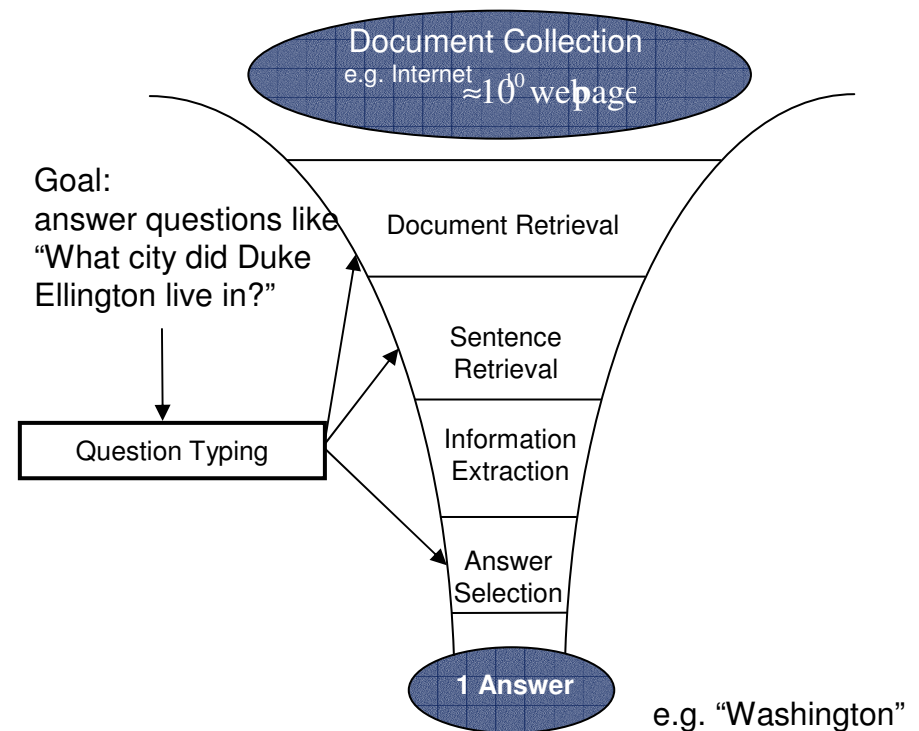 Document Collection
e.g. Internet
≈10¹⁰ webpage
Goal:
answer questions like
“What city did Duke
Ellington live in?”
Document Retrieval
Sentence
Retrieval
Question Typing
Information
Extraction
Answer
Selection
1 Answer
e.g. “Washington”